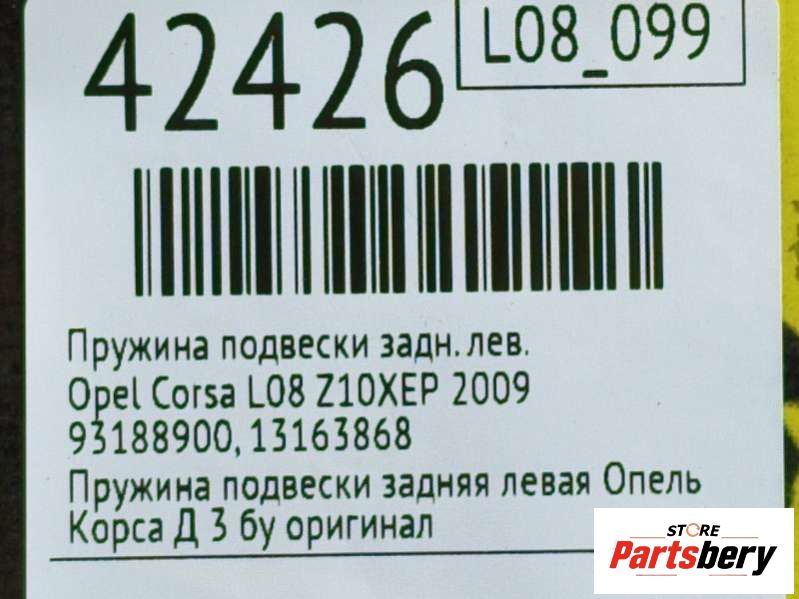 42426
L08_099
Пружина подвески задн. лев.
Opel Corsa L08 Z10XEP 2009
93188900, 13163868
Пружина подвески задняя левая Опель
Корса Д 3 бу оригинал
STORE
Partsbery